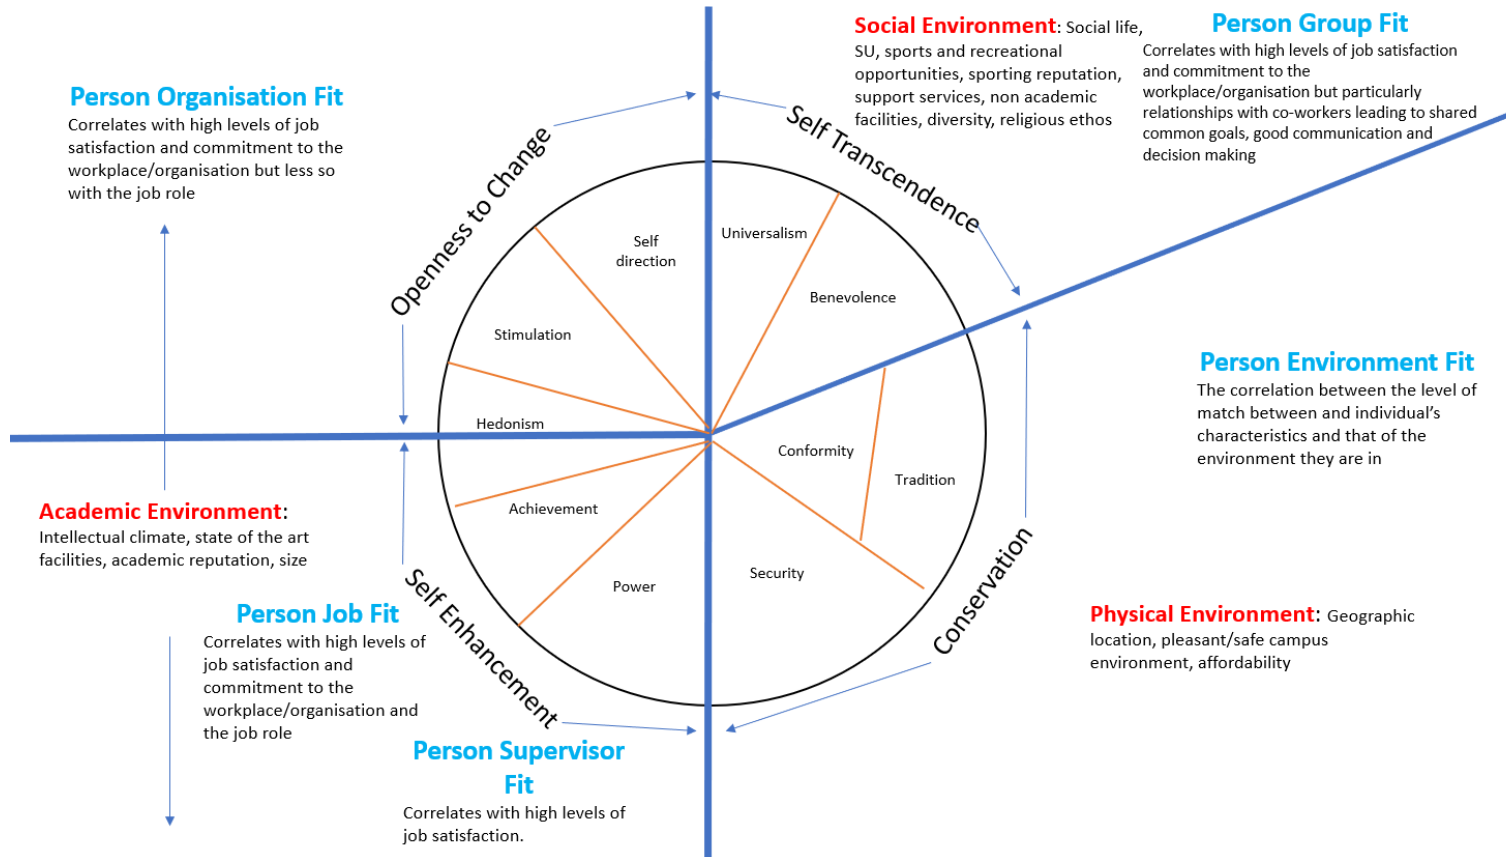 Person Organisation Fit
Correlates with high levels of job
satisfaction and commitment to the
workplace/organisation but less so
with the job role
Openness to Change
Social Environment: Social life,
SU, sports and recreational
opportunities, sporting reputation,
support services, non academic
facilities, diversity, religious ethos
Person Group Fit
Correlates with high levels of job satisfaction
and commitment to the
workplace/organisation but particularly
relationships with co-workers leading to shared
common goals, good communication and
decision making
Self Transcendence
Self
direction
Universalism
Benevolence
Stimulation
Hedonism
Conformity
Tradition
Achievement
Power
Security
Person Environment Fit
The correlation between the level of
match between and individual's
characteristics and that of the
environment they are in
Academic Environment:
Intellectual climate, state of the art
facilities, academic reputation, size
Person Job Fit
Correlates with high levels of
job satisfaction and
commitment to the
workplace/organisation and
the job role
Self Enhancement
Conservation
Physical Environment: Geographic
location, pleasant/safe campus
environment, affordability
Person Supervisor
Fit
Correlates with high levels of
job satisfaction.